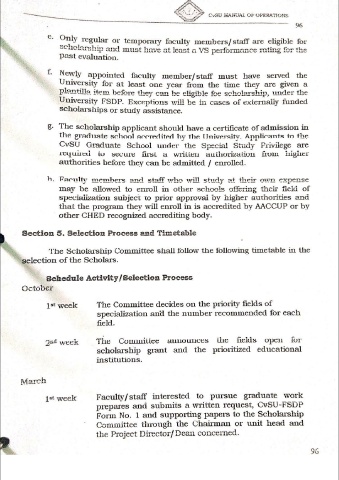 CvSU MANUAL OF OPERATIONS
96
e. Only regular or temporary faculty members/staff are eligible for
scholarship and must have at least a VS performance rating for the
past evaluation.
f. Newly appointed faculty member/staff must have served the
University for at least one year from the time they are given a
plantilla item before they can be eligible for scholarship, under the
University FSDP. Exceptions will be in cases of externally funded
scholarships or study assistance.
g. The scholarship applicant should have a certificate of admission in
the graduate school accredited by the University. Applicants to the
CvSU Graduate School under the Special Study Privilege are
required to secure first a written authorization from higher
authorities before they can be admitted / enrolled.
h. Faculty members and staff who will study at their own expense
may be allowed to enroll in other schools offering their field of
specialization subject to prior approval by higher authorities and
that the program they will enroll in is accredited by AACCUP or by
other CHED recognized accrediting body.
Section 5. Selection Process and Timetable
The Scholarship Committee shall follow the following timetable in the
selection of the Scholars.
Schedule Activity/Selection Process
October
1st week The Committee decides on the priority fields of
specialization and the number recommended for each
field.
2nd week The Committee announces the fields open for
scholarship grant and the prioritized educational
institutions.
March
1st week Faculty/staff interested to pursue graduate work
prepares and submits a written request, CvSU-FSDP
Form No. 1 and supporting papers to the Scholarship
Committee through the Chairman or unit head and
the Project Director/Dean concerned.
96